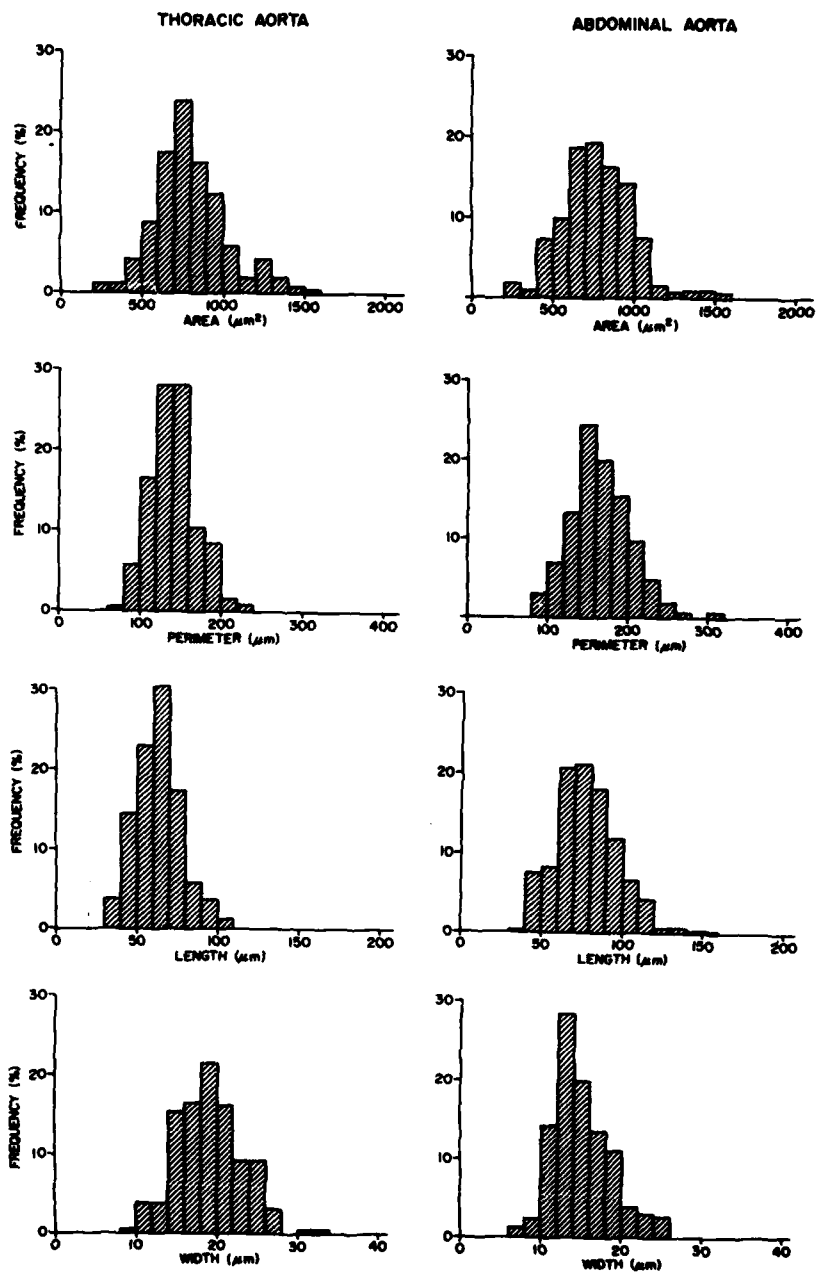 THORACIC AORTA
ABDOMINAL AORTA
FREQUENCY (%)
30
20
10
0
0 500 1000 1500 2000
AREA (μm²)
30
20
10
0 500 1000 1500 2000
AREA (μm²)
FREQUENCY (%)
30
20
10
0
0 100 200 300 400
PERIMETER (μm)
30
20
10
0 100 200 300 400
PERIMETER (μm)
FREQUENCY (%)
30
20
10
0
0 50 100 150 200
LENGTH (μm)
30
20
10
0
0 50 100 150 200
LENGTH (μm)
FREQUENCY (%)
30
20
10
0
0 10 20 30 40
WIDTH (μm)
30
20
10
0
0 10 20 30 40
WIDTH (μm)